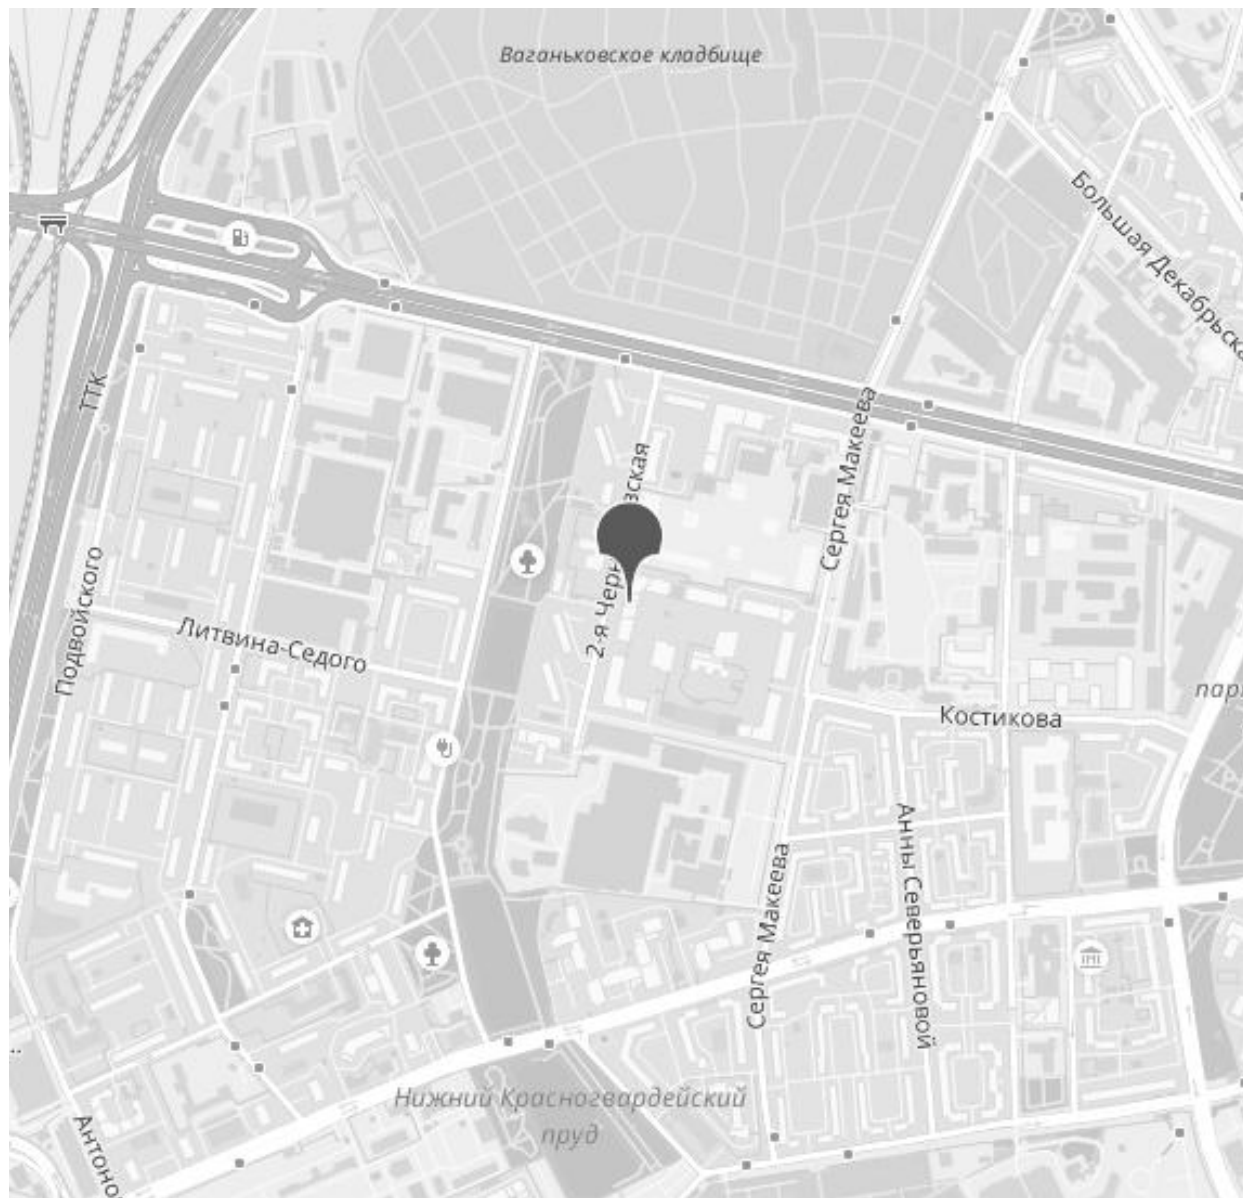 Ваганьковское кладбище
Большая Декабрьска
ТТК
Сергея Макеева
вская
2-я Чер
Подвойского
Литвина-Седого
пар
Костикова
Анны Северьяновой
Сергея Макеева
Нижний Красногвардейский
пруд
Антоно
..